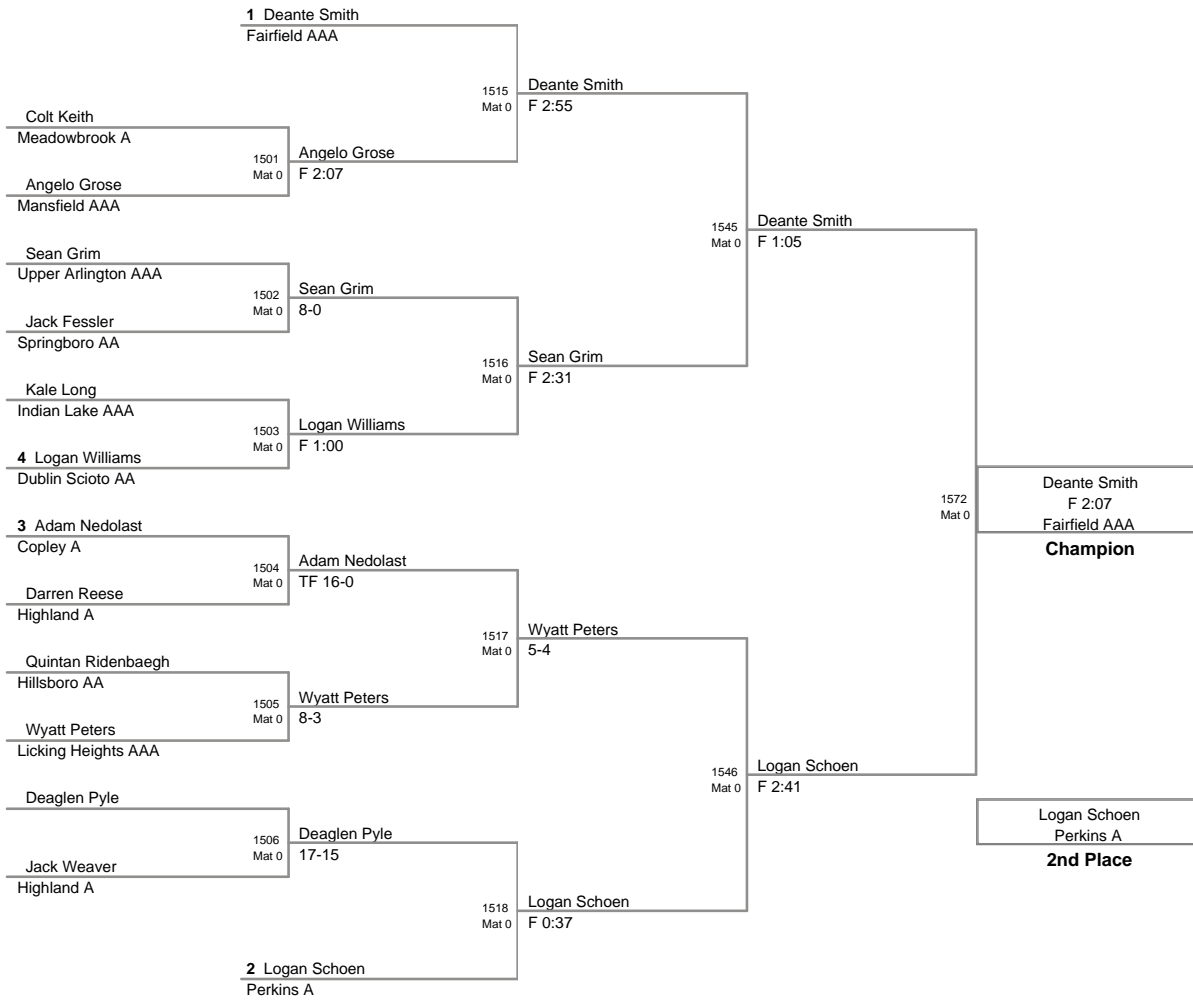 1 Deante Smith
Fairfield AAA
1515
Mat 0
Deante Smith
F 2:55
Colt Keith
Meadowbrook A
1501
Mat 0
Angelo Grose
F 2:07
Angelo Grose
Mansfield AAA
1545
Mat 0
Deante Smith
F 1:05
Sean Grim
Upper Arlington AAA
1502
Mat 0
Sean Grim
8-0
Jack Fessler
Springboro AA
1516
Mat 0
Sean Grim
F 2:31
Kale Long
Indian Lake AAA
1503
Mat 0
Logan Williams
F 1:00
4 Logan Williams
Dublin Scioto AA
1572
Mat 0
Deante Smith
F 2:07
Fairfield AAA
Champion
3 Adam Nedolast
Copley A
1504
Mat 0
Adam Nedolast
TF 16-0
Darren Reese
Highland A
1517
Mat 0
Wyatt Peters
5-4
Quintan Ridenbaegh
Hillsboro AA
1505
Mat 0
Wyatt Peters
8-3
Wyatt Peters
Licking Heights AAA
1546
Mat 0
Logan Schoen
F 2:41
Deaglen Pyle
1506
Mat 0
Deaglen Pyle
17-15
Jack Weaver
Highland A
Logan Schoen
Perkins A
2nd Place
1518
Mat 0
Logan Schoen
F 0:37
2 Logan Schoen
Perkins A